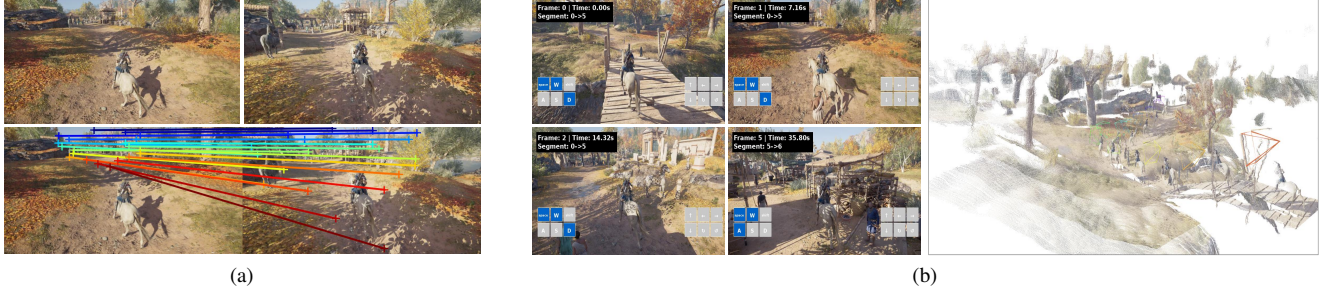 Frame: 0 | Time: 0.00s
Segment: 0->5
W
A S D
Frame: 1 | Time: 7.16s
Segment: 0->5
W
A S D
Frame: 2 | Time: 14.32s
Segment: 0->5
W
A S D
Frame: 5 | Time: 35.80s
Segment: 5->6
W
A S D
(a)
(b)